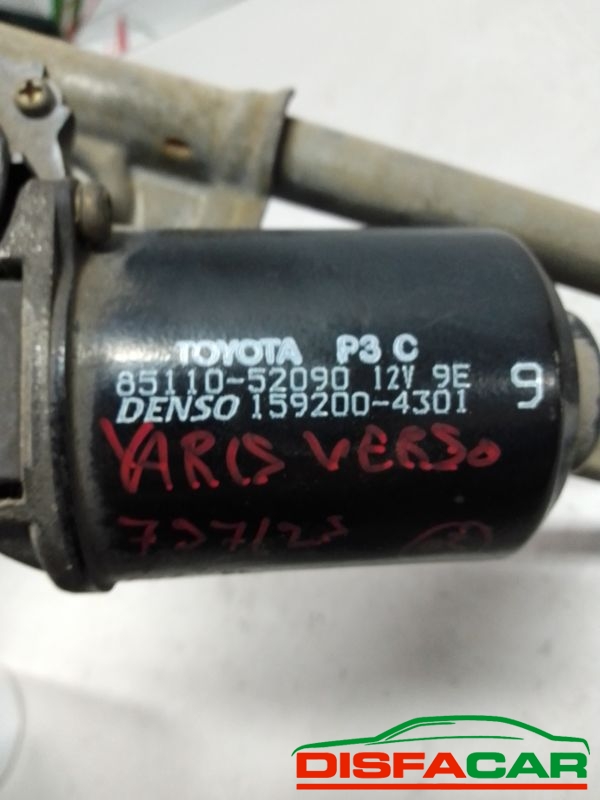 TOYOTA P3 C
85110-52090 12V 9E 9
DENSO 159200-4301
YARIS VERSO
DISFACAR